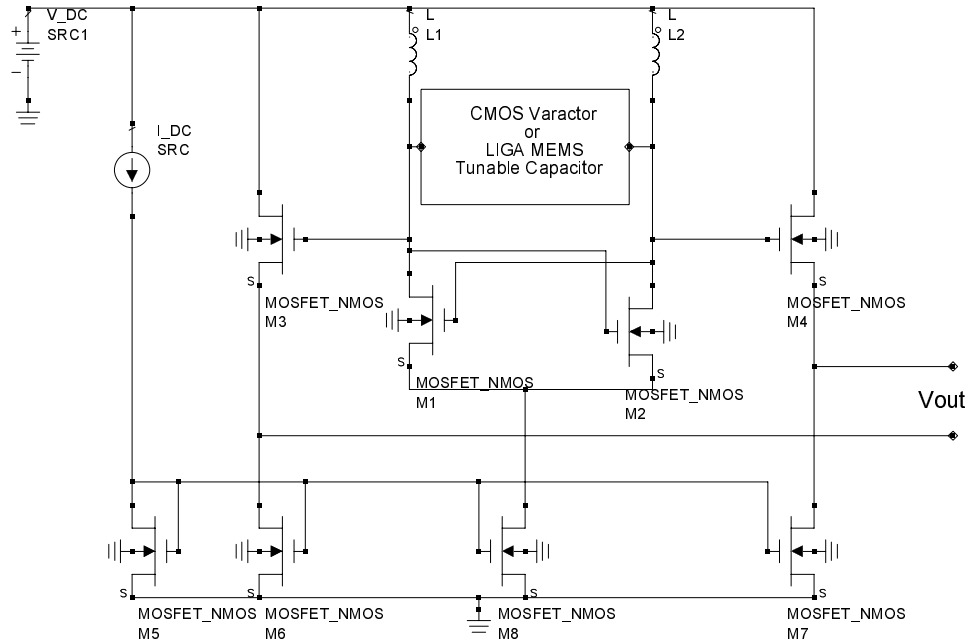 V_DC
SRC1
+
−
I_DC
SRC
L
L1
L
L2
CMOS Varactor
or
LIGA MEMS
Tunable Capacitor
S
MOSFET_NMOS
M3
S
MOSFET_NMOS
M4
S
MOSFET_NMOS
M1
S
MOSFET_NMOS
M2
Vout
S
MOSFET_NMOS
M5
S
MOSFET_NMOS
M6
S
MOSFET_NMOS
M8
S
MOSFET_NMOS
M7